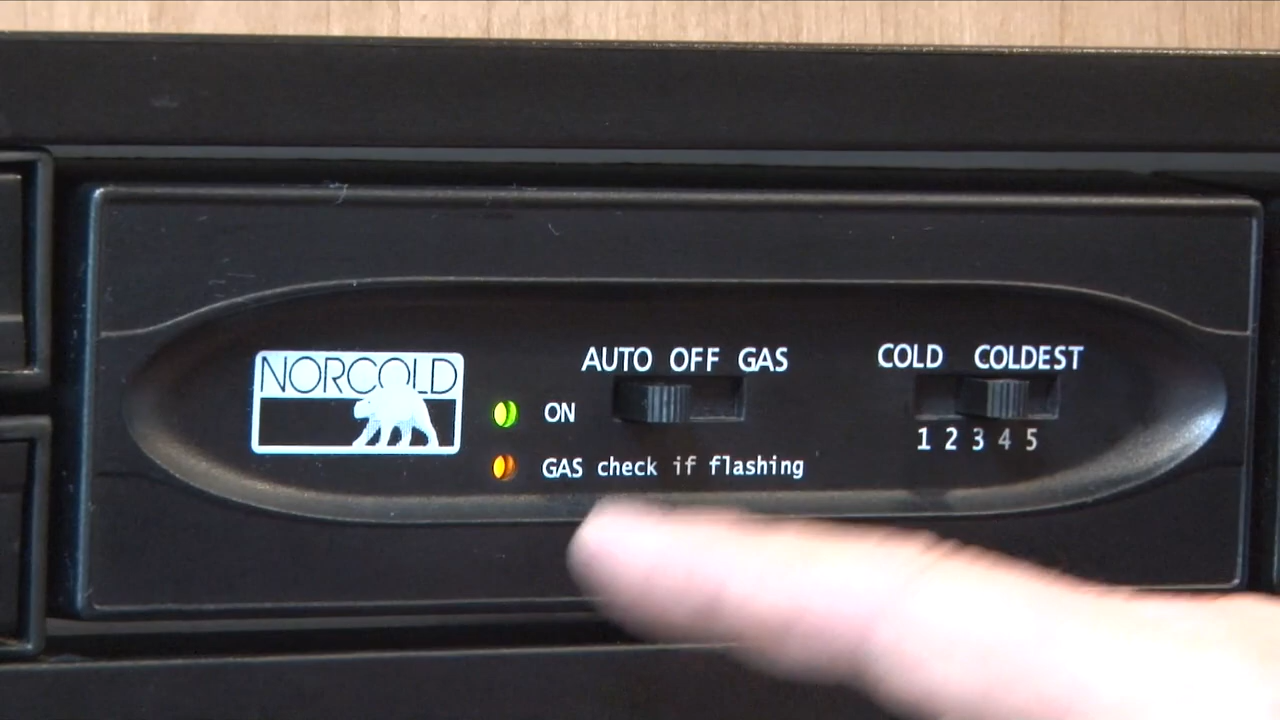 NORCOLD
AUTO OFF GAS
ON
GAS check if flashing
COLD COLDEST
1 2 3 4 5